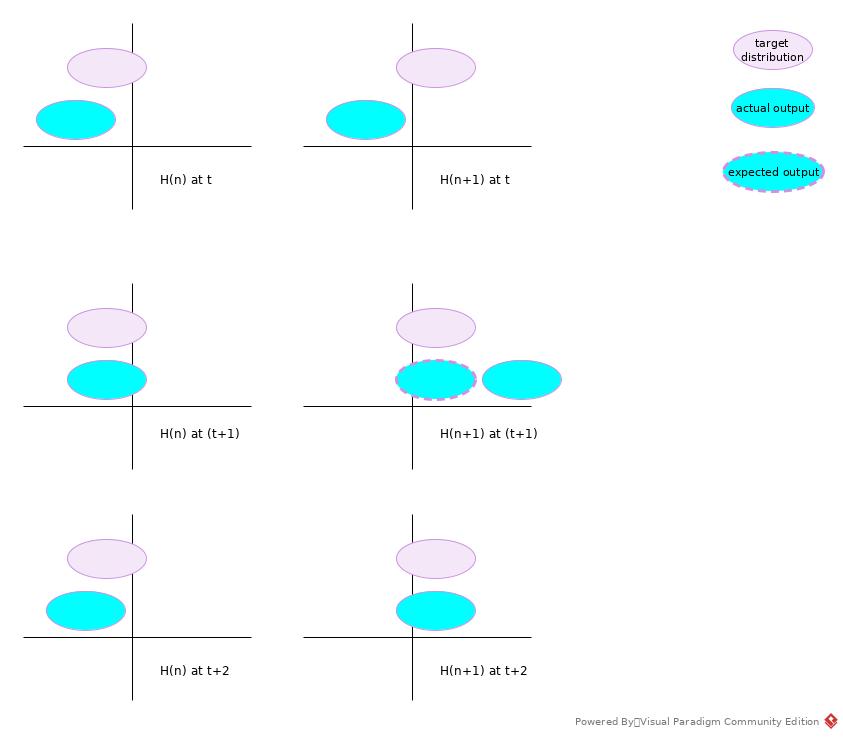 target
distribution
actual output
expected output
H(n) at t
H(n+1) at t
H(n) at (t+1)
H(n+1) at (t+1)
H(n) at t+2
H(n+1) at t+2
Powered By▯Visual Paradigm Community Edition